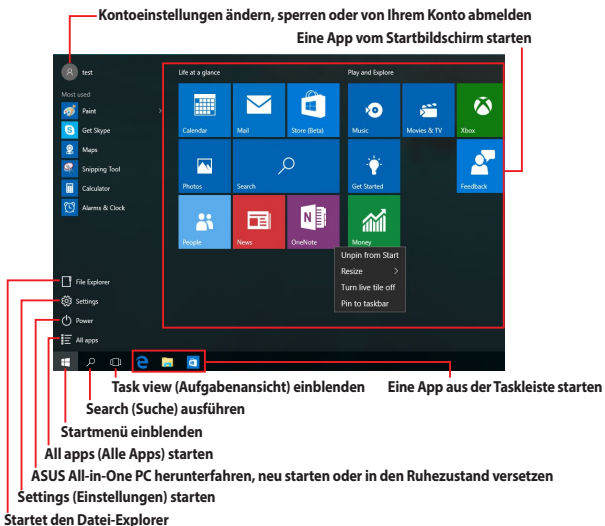 Kontoeinstellungen ändern, sperren oder von Ihrem Konto abmelden
Eine App vom Startbildschirm starten
test
Life at a glance
Play and Explore
Most used
Paint
Get Skype
Maps
Snipping Tool
Calculator
Alarms & Clock
Calendar
Mail
Store (Beta)
Music
Movies & TV
Xbox
Photos
Search
Get Started
Feedback
People
News
OneNote
Money
Unpin from Start
Resize
Turn live tile off
Pin to taskbar
File Explorer
Settings
Power
All apps
Task view (Aufgabenansicht) einblenden
Eine App aus der Taskleiste starten
Search (Suche) ausführen
Startmenü einblenden
All apps (Alle Apps) starten
ASUS All-in-One PC herunterfahren, neu starten oder in den Ruhezustand versetzen
Settings (Einstellungen) starten
Startet den Datei-Explorer